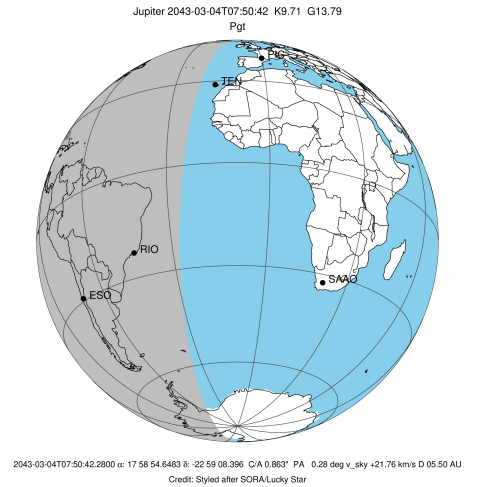 Jupiter 2043-03-04T07:50:42 K9.71 G13.79
Pgt
PIC
TEN
RIO
SAAO
ESO
2043-03-04T07:50:42.2800 α: 17 58 54.6483 δ: -22 59 08.396 C/A 0.863" PA 0.28 deg v_sky +21.76 km/s D 05.50 AU
Credit: Styled after SORA/Lucky Star